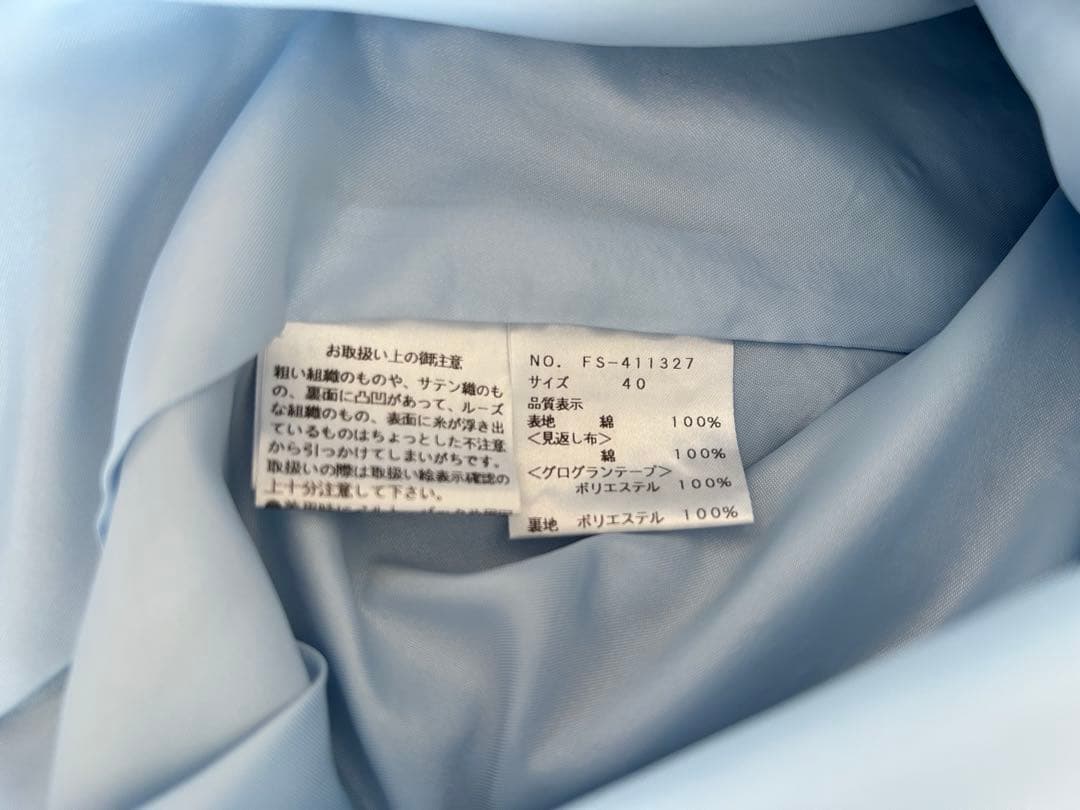 お取扱い上の御注意
粗い組織のものや、サテン織のも
の、裏面に凸凹があって、ルーズ
な組織のもの、表面に糸が浮き出
ているものはちょっとした不注意
から引っかけてしまいがちです。
取扱いの際は取扱い絵表示確認の
上十分注意して下さい。
NO. FS-411327
サイズ 40
品質表示
表地 綿 100%
<見返し布>
綿 100%
<グログランテープ>
ポリエステル 100%
裏地 ポリエステル 100%